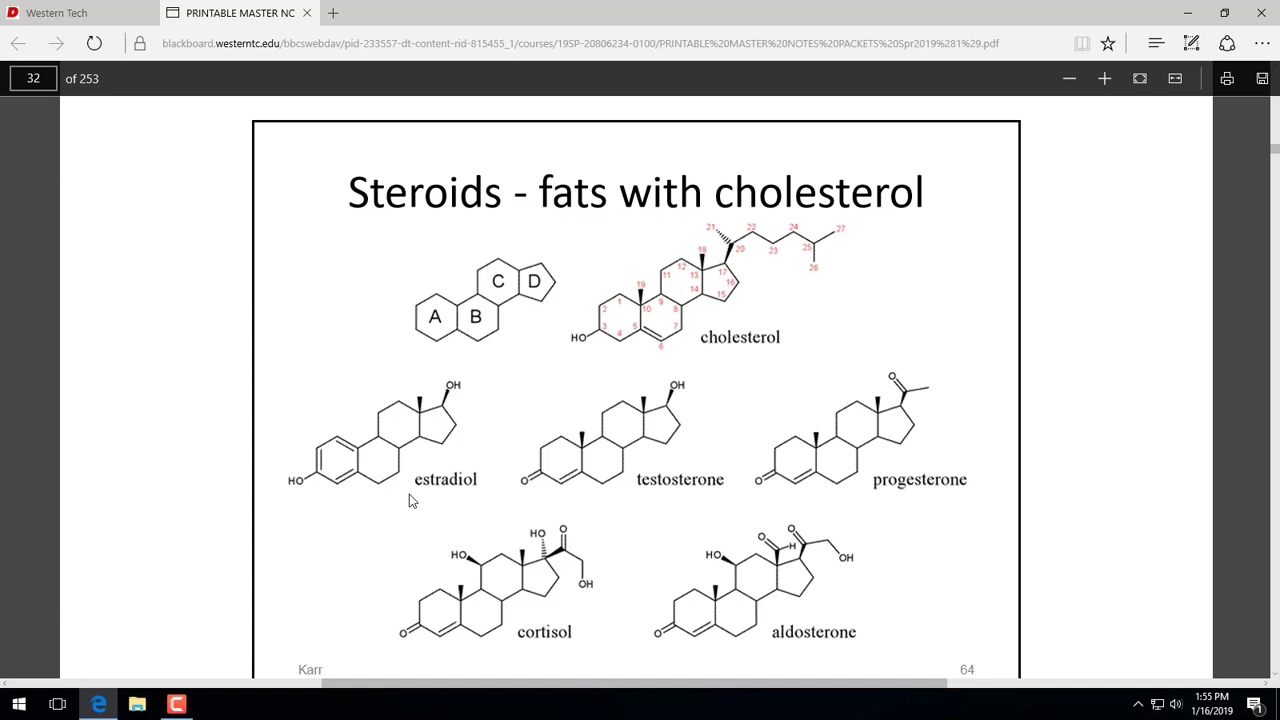 Western Tech
PRINTABLE MASTER NC
blackboard.westerntc.edu/bbcswebdav/pid-233557-dt-content-rid-815455_1/courses/19SP-20806234-0100/PRINTABLE%20MASTER%20NOTES%20PACKETS%20Spr2019%281%29.pdf
32 of 253
Steroids - fats with cholesterol
A B C D
21 22 24 27
20 23 25 26
18 12 17
11 13 16
19 14 15
1 9
2 10 8
3 5 7
HO 4 6
cholesterol
OH
HO
estradiol
OH
O
testosterone
O
O
progesterone
HO O
HO
OH
O
cortisol
O O
H
HO
OH
O
aldosterone
Karr
64
1:55 PM
1/16/2019
1